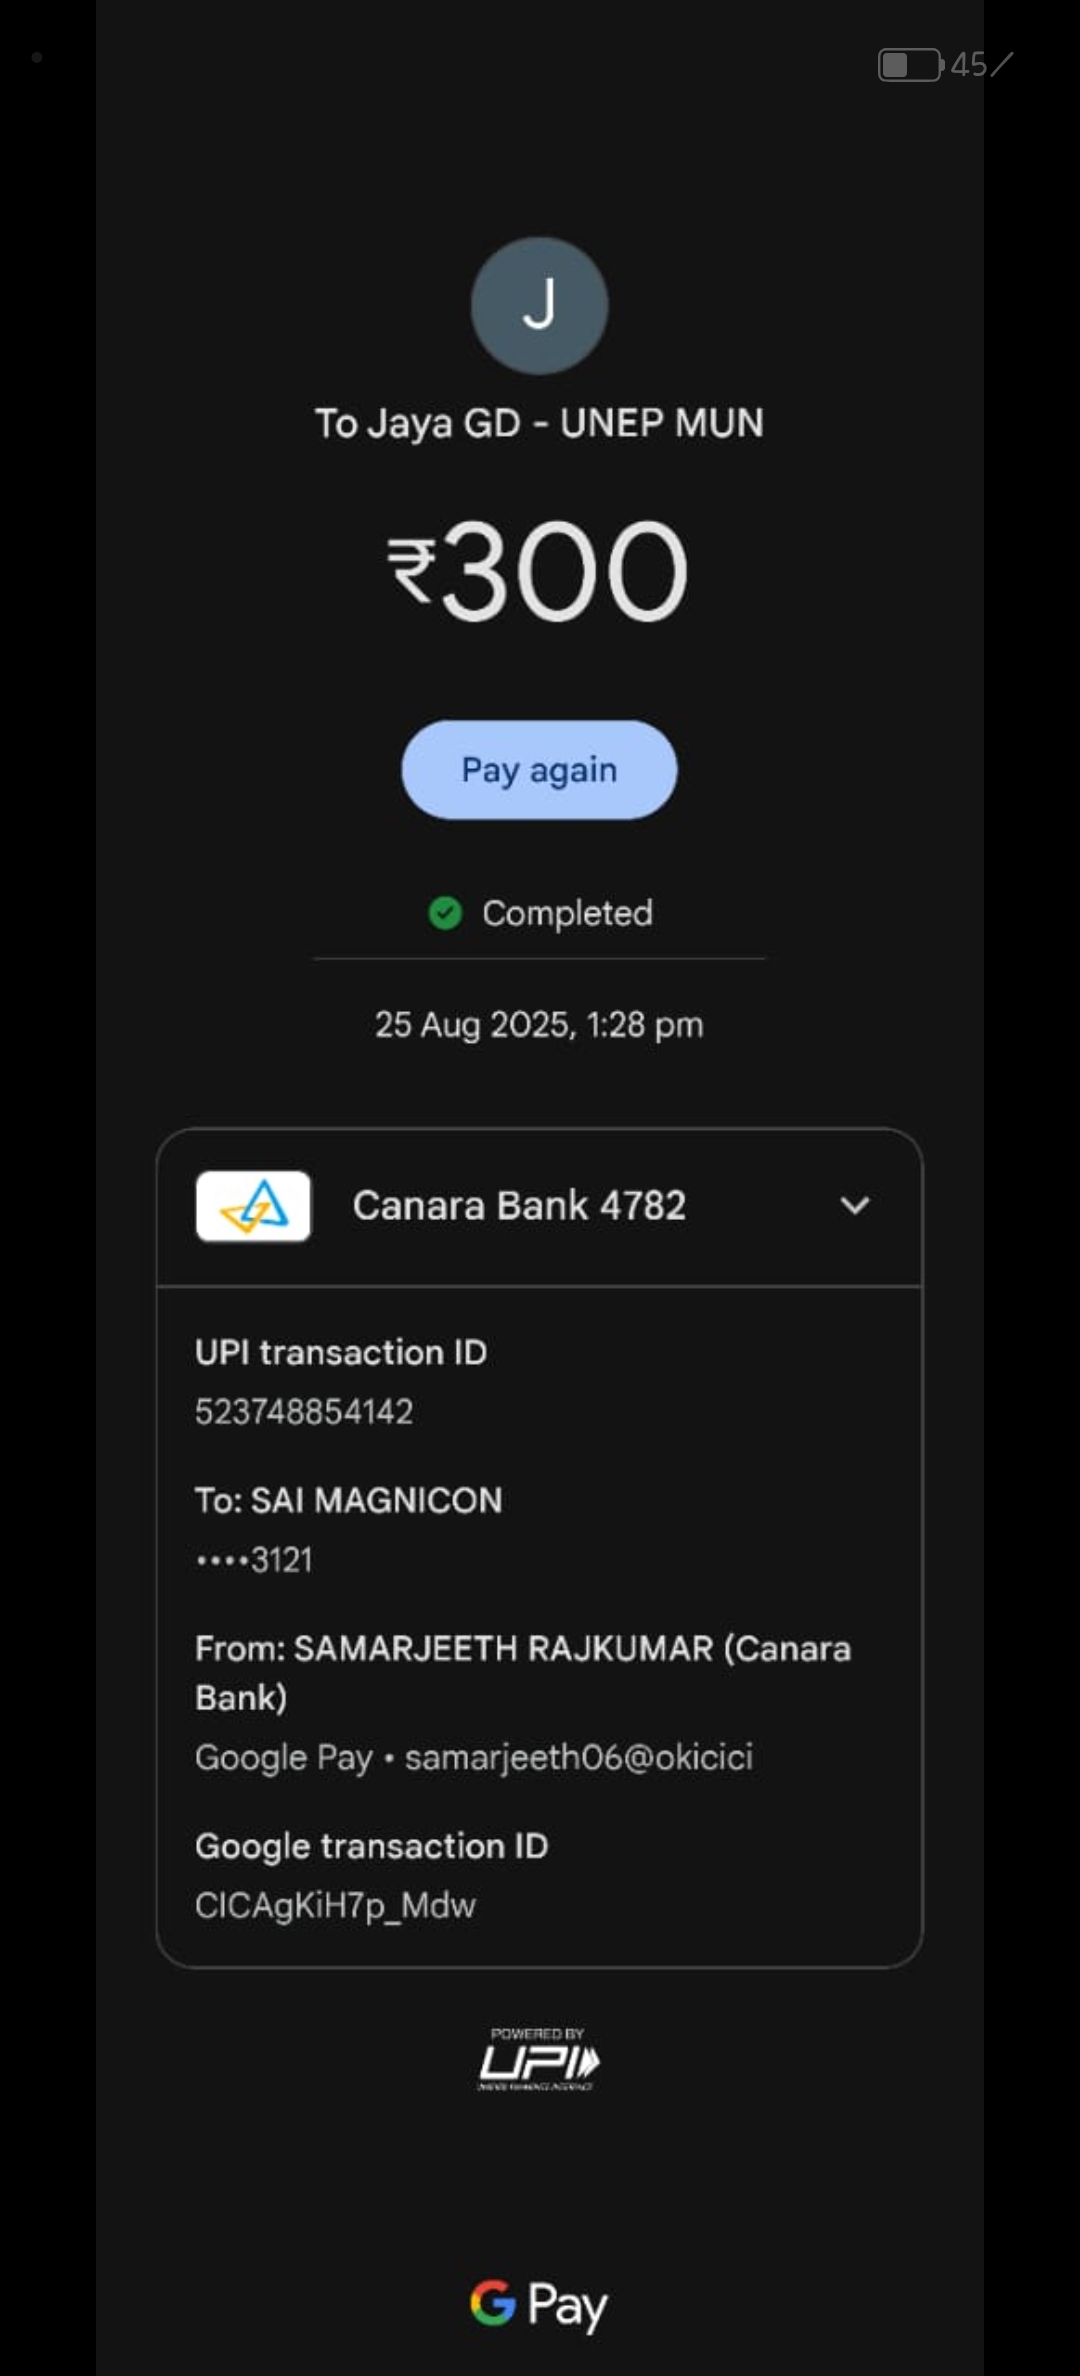 45
J
To Jaya GD - UNEP MUN
₹300
Pay again
Completed
25 Aug 2025, 1:28 pm
Canara Bank 4782
UPI transaction ID
523748854142
To: SAI MAGNICON
••••3121
From: SAMARJEETH RAJKUMAR (Canara
Bank)
Google Pay • samarjeeth06@okicici
Google transaction ID
CICAgKiH7p_Mdw
POWERED BY
UPI
G Pay